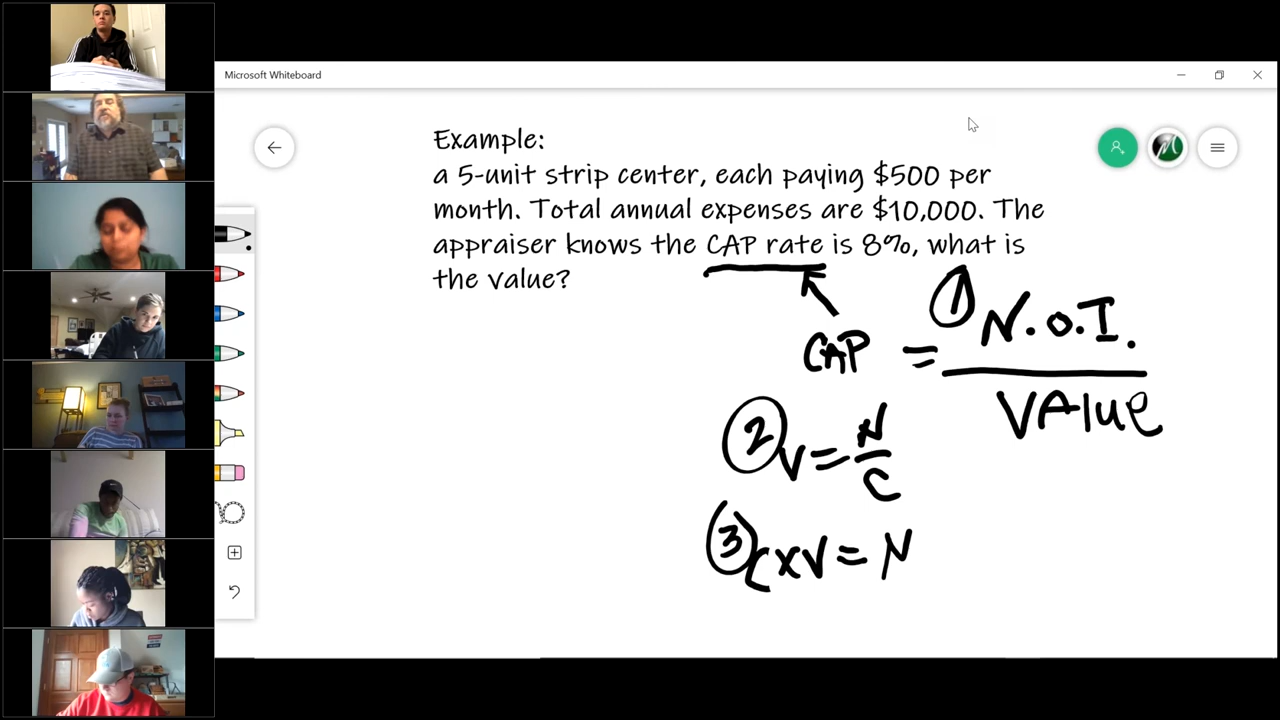 Microsoft Whiteboard
Example:
a 5-unit strip center, each paying $500 per
month. Total annual expenses are $10,000. The
appraiser knows the CAP rate is 8%, what is
the value?
CAP = ① N.O.I.
VAlue
② V = N
C
③ C x V = N